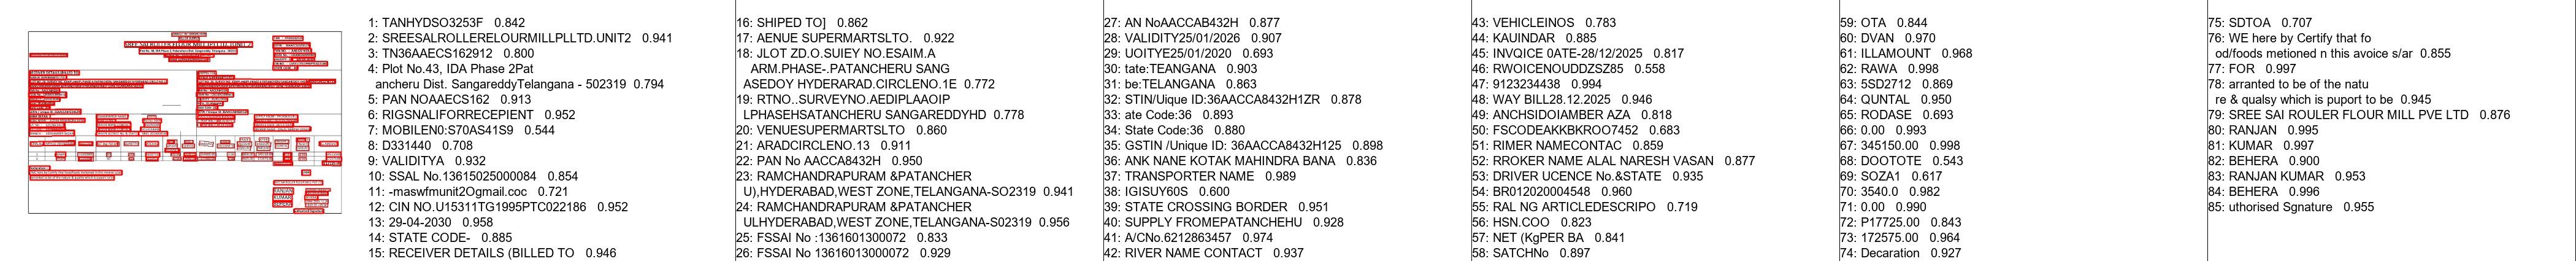 1: TANHYDSO3253F 0.842
2: SREESALROLLEROURMILLPLLTD.UNIT2 0.941
3: TN36AAECS162912 0.800
4: Plot No.43, IDA Phase 2Pat
ancheru Dist. SangareddyTelangana - 502319 0.794
5: PAN NOAAECS162 0.913
6: RIGSNALIFORRECEPIENT 0.952
7: MOBILEN0:S70AS41S9 0.544
8: D331440 0.708
9: VALIDITYA 0.932
10: SSAL No.13615025000084 0.854
11: -maswfmunit2Ogmail.coc 0.721
12: CIN NO.U15311TG1995PTC022186 0.952
13: 29-04-2030 0.958
14: STATE CODE- 0.885
15: RECEIVER DETAILS (BILLED TO 0.946
16: SHIPED TO] 0.862
17: AENUE SUPERMARTSLTO. 0.922
18: JLOT ZD.O.SUIEY NO.ESAIM.A
ARM.PHASE-.PATANCHERU SANG
ASEDOY HYDERARAD.CIRCLENO.1E 0.772
19: RTNO..SURVEYNO.AEDIPLAAOIP
LPHASEHSATANCHERU SANGAREDDYHD 0.778
20: VENUESUPERMARTSLTO 0.860
21: ARADCIRLENO.13 0.911
22: PAN No AACCA8432H 0.950
23: RAMCHANDRAPURAM &PATANCHER
U),HYDERABAD,WEST ZONE,TELANGANA-SO2319 0.941
24: RAMCHANDRAPURAM &PATANCHER
ULHYDERABAD,WEST ZONE,TELANGANA-S02319 0.956
25: FSSAI No :1361601300072 0.833
26: FSSAI No 13616013000072 0.929
27: AN NoAACCAB432H 0.877
28: VALIDITY25/01/2026 0.907
29: UOITYE25/01/2020 0.693
30: tate:TEANGANA 0.903
31: be:TELANGANA 0.863
32: STIN/Uique ID:36AACCA8432H1ZR 0.878
33: ate Code:36 0.893
34: State Code:36 0.880
35: GSTIN /Unique ID: 36AACCA8432H125 0.898
36: ANK NANE KOTAK MAHINDRA BANA 0.836
37: TRANSPORTER NAME 0.989
38: IGISUY60S 0.600
39: STATE CROSSING BORDER 0.951
40: SUPPLY FROMEPATANCHEHU 0.928
41: A/CNo.6212863457 0.974
42: RIVER NAME CONTACT 0.937
43: VEHICLEINOS 0.783
44: KAUINDAR 0.885
45: INVQICE 0ATE-28/12/2025 0.817
46: RWOICENOUDDZSZ85 0.558
47: 9123234438 0.994
48: WAY BILL28.12.2025 0.946
49: ANCHSIDOIAMBER AZA 0.818
50: FSCODEAKKBKROO7452 0.683
51: RIMER NAMECONTAC 0.859
52: RROKER NAME ALAL NARESH VASAN 0.877
53: DRIVER UCENCE No.&STATE 0.935
54: BR012020004548 0.960
55: RAL NG ARTICLEDESCRIPO 0.719
56: HSN.COO 0.823
57: NET (KgPER BA 0.841
58: SATCHNo 0.897
59: OTA 0.844
60: DVAN 0.970
61: ILLAMOUNT 0.968
62: RAWA 0.998
63: 5SD2712 0.869
64: QUNTAL 0.950
65: RODASE 0.693
66: 0.00 0.993
67: 345150.00 0.998
68: DOOTOTE 0.543
69: SOZA1 0.617
70: 3540.0 0.982
71: 0.00 0.990
72: P17725.00 0.843
73: 172575.00 0.964
74: Decaration 0.927
75: SDTOA 0.707
76: WE here by Certify that fo
od/foods metioned n this avoice s/ar 0.855
77: FOR 0.997
78: arranted to be of the natu
re & qualsy which is puport to be 0.945
79: SREE SAI ROULER FLOUR MILL PVE LTD 0.876
80: RANJAN 0.995
81: KUMAR 0.997
82: BEHERA 0.900
83: RANJAN KUMAR 0.953
84: BEHERA 0.996
85: uthorised Sgnature 0.955